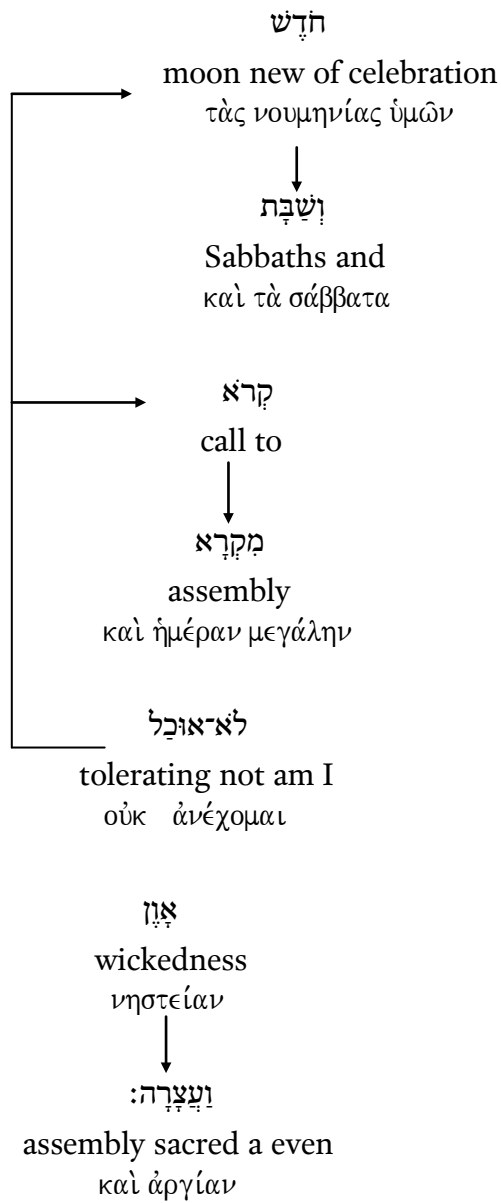 חֹדֶשׁ
moon new of celebration
τὰς νουμηνίας ὑμῶν
וְשַׁבָּת
Sabbaths and
καὶ τὰ σάββατα
קְרֹא
call to
מִקְרָא
assembly
καὶ ἡμέραν μεγάλην
לֹא־אוּכַל
tolerating not am I
οὐκ ἀνέχομαι
אָוֶן
wickedness
νηστείαν
וַעֲצָרָה׃
assembly sacred a even
καὶ ἀργίαν